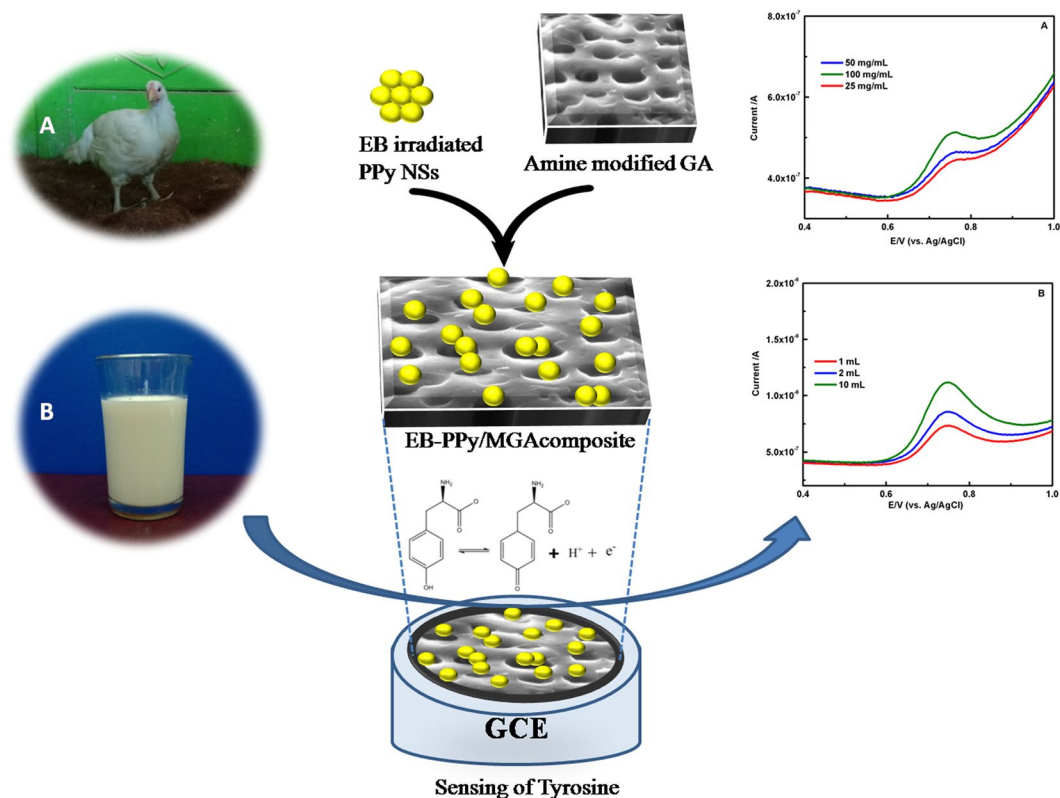 A
B
EB irradiated
PPy NSs
Amine modified GA
EB-PPy/MGAcomposite
NH₂
O
O
OH
NH₂
O
O
O
+ H⁺ + e⁻
GCE
Sensing of Tyrosine
A
8.0x10⁻⁷
6.0x10⁻⁷
4.0x10⁻⁷
Current /A
50 mg/mL
100 mg/mL
25 mg/mL
0.4 0.6 0.8 1.0
E/V (vs. Ag/AgCl)
B
2.0x10⁻⁶
1.5x10⁻⁶
1.0x10⁻⁶
5.0x10⁻⁷
Current /A
1 mL
2 mL
10 mL
0.4 0.6 0.8 1.0
E/V (vs. Ag/AgCl)